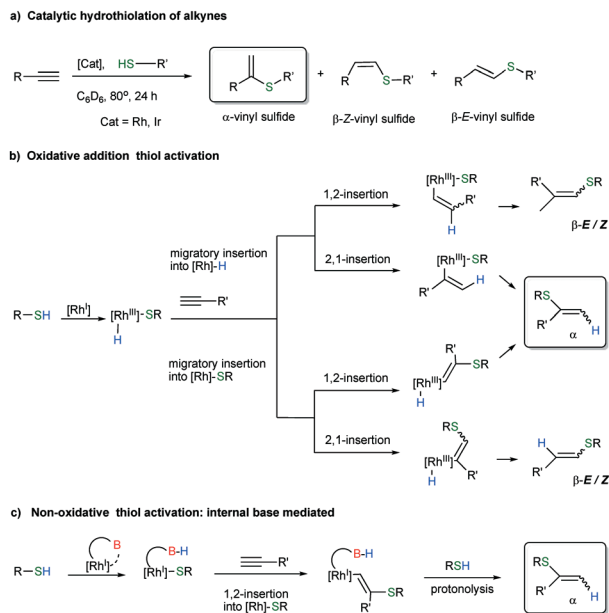 a) Catalytic hydrothiolation of alkynes
R
[Cat],
HS
R'
C₆D₆, 80º, 24 h
Cat = Rh, Ir
R
S
R'
α-vinyl sulfide
+
R
S–R'
β-Z-vinyl sulfide
+
R
S
R'
β-E-vinyl sulfide
b) Oxidative addition thiol activation
R
SH
[Rhᴵ]
[Rhᴵᴵᴵ]-SR
H
R'
migratory insertion
into [Rh]-H
migratory insertion
into [Rh]-SR
1,2-insertion
[Rhᴵᴵᴵ]-SR
R'
H
R'
SR
β-E / Z
2,1-insertion
[Rhᴵᴵᴵ]-SR
R'
H
RS
R'
H
α
1,2-insertion
R'
SR
[Rhᴵᴵᴵ]
H
2,1-insertion
RS
[Rhᴵᴵᴵ]
H
R'
H
R'
SR
β-E / Z
c) Non-oxidative thiol activation: internal base mediated
R
SH
B
[Rhᴵ]
B-H
[Rhᴵ]-SR
R'
1,2-insertion
into [Rh]-SR
B-H
[Rhᴵ]
SR
R'
RSH
protonolysis
RS
R'
H
α